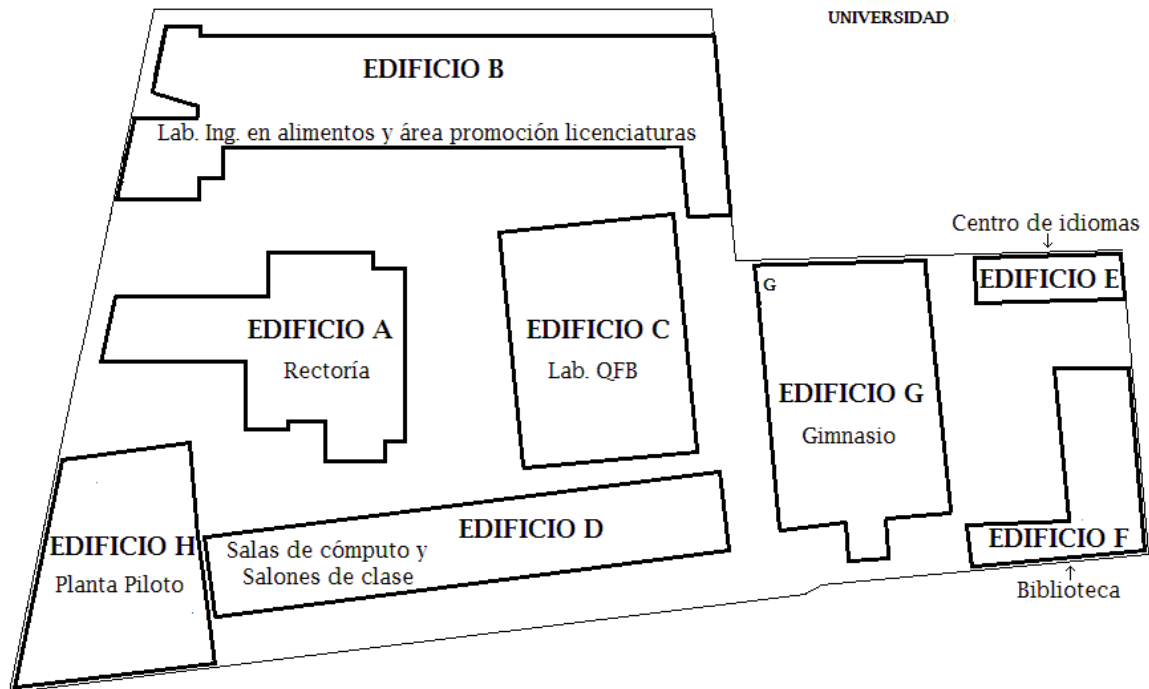 UNIVERSIDAD
EDIFICIO B
Lab. Ing. en alimentos y área promoción licenciaturas
Centro de idiomas
EDIFICIO E
G
EDIFICIO A
Rectoría
EDIFICIO C
Lab. QFB
EDIFICIO G
Gimnasio
EDIFICIO D
Salas de cómputo y
Salones de clase
EDIFICIO H
Planta Piloto
EDIFICIO F
Biblioteca